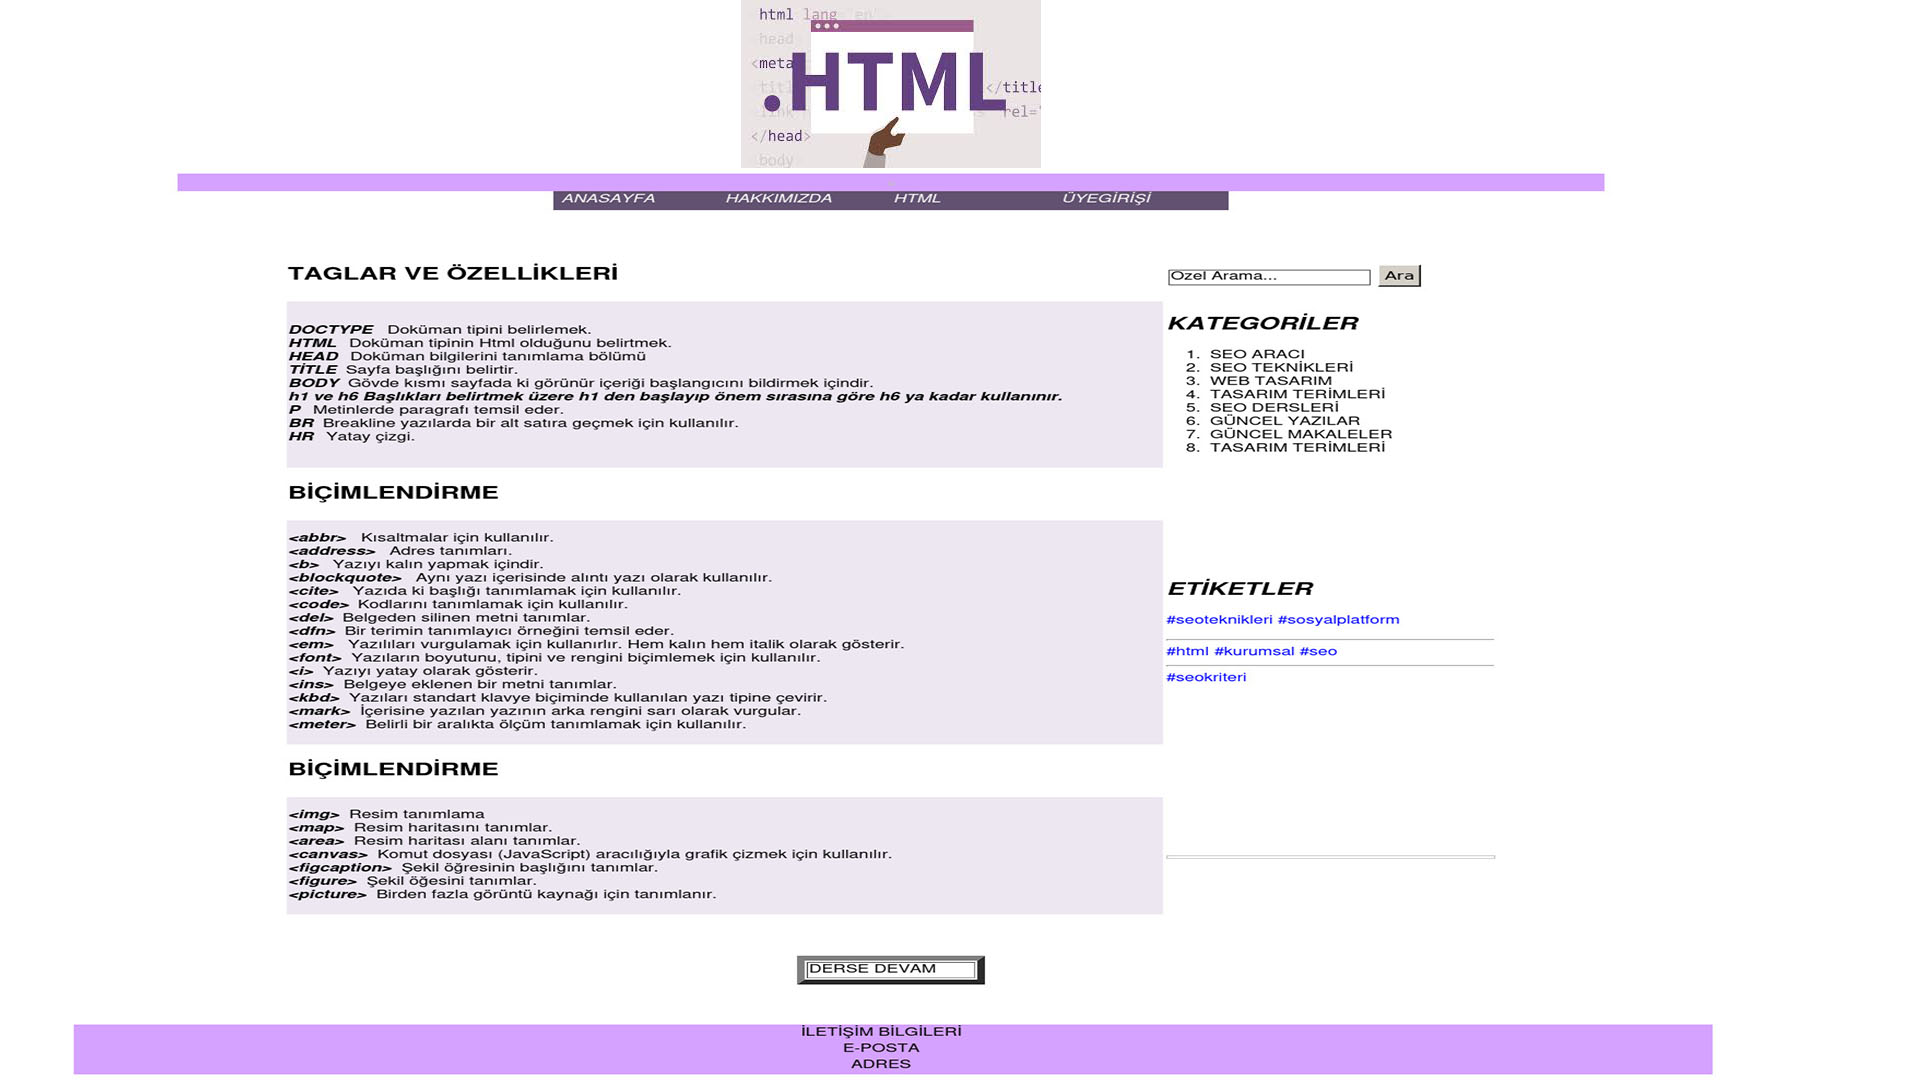 html lang="en"
head
<meta
.HTML
title
</title
<link
rel="
</head>
body
ANASAYFA HAKKIMIZDA HTML ÜYEGİRİŞİ
TAGLAR VE ÖZELLİKLERİ
DOCTYPE Doküman tipini belirlemek.
HTML Doküman tipinin Html olduğunu belirtmek.
HEAD Doküman bilgilerini tanımlama bölümü
TİTLE Sayfa başlığını belirtir.
BODY Gövde kısmı sayfada ki görünür içeriği başlangıcını bildirmek içindir.
h1 ve h6 Başlıkları belirtmek üzere h1 den başlayıp önem sırasına göre h6 ya kadar kullanınır.
P Metinlerde paragrafı temsil eder.
BR Breakline yazılarda bir alt satıra geçmek için kullanılır.
HR Yatay çizgi.
BİÇİMLENDİRME
<abbr> Kısaltmalar için kullanılır.
<address> Adres tanımları.
<b> Yazıyı kalın yapmak içindir.
<blockquote> Aynı yazı içerisinde alıntı yazı olarak kullanılır.
<cite> Yazıda ki başlığı tanımlamak için kullanılır.
<code> Kodlarını tanımlamak için kullanılır.
<del> Belgeden silinen metni tanımlar.
<dfn> Bir terimin tanımlayıcı örneğini temsil eder.
<em> Yazılıları vurgulamak için kullanırlır. Hem kalın hem italik olarak gösterir.
<font> Yazıların boyutunu, tipini ve rengini biçimlemek için kullanılır.
<i> Yazıyı yatay olarak gösterir.
<ins> Belgeye eklenen bir metni tanımlar.
<kbd> Yazıları standart klavye biçiminde kullanılan yazı tipine çevirir.
<mark> İçerisine yazılan yazının arka rengini sarı olarak vurgular.
<meter> Belirli bir aralıkta ölçüm tanımlamak için kullanılır.
BİÇİMLENDİRME
<img> Resim tanımlama
<map> Resim haritasını tanımlar.
<area> Resim haritası alanı tanımlar.
<canvas> Komut dosyası (JavaScript) aracılığıyla grafik çizmek için kullanılır.
<figcaption> Şekil öğresinin başlığını tanımlar.
<figure> Şekil öğesini tanımlar.
<picture> Birden fazla görüntü kaynağı için tanımlanır.
Özel Arama... Ara
KATEGORİLER
1. SEO ARACI
2. SEO TEKNİKLERİ
3. WEB TASARIM
4. TASARIM TERİMLERİ
5. SEO DERSLERİ
6. GÜNCEL YAZILAR
7. GÜNCEL MAKALELER
8. TASARIM TERİMLERİ
ETİKETLER
#seoteknikleri #sosyalplatform
#html #kurumsal #seo
#seokriteri
DERSE DEVAM
İLETİŞİM BİLGİLERİ
E-POSTA
ADRES